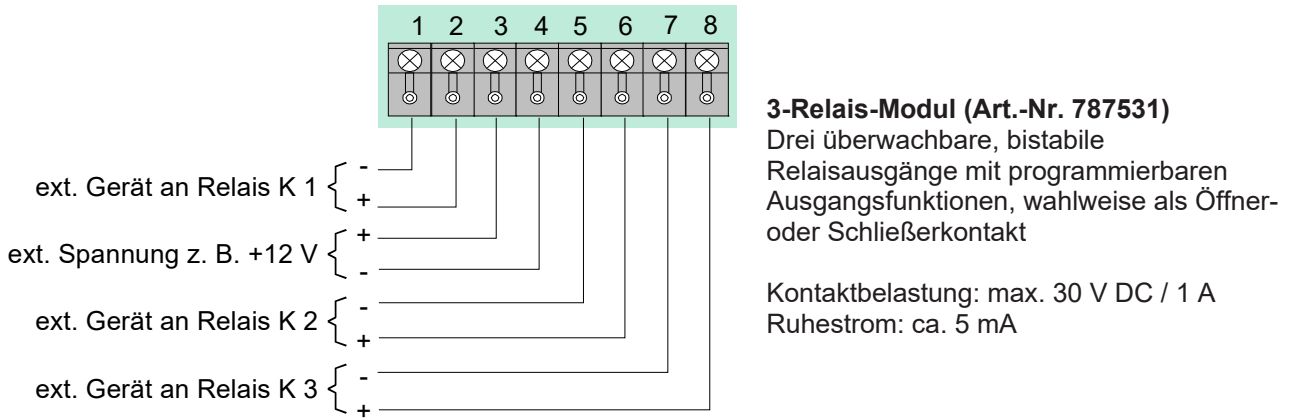 1 2 3 4 5 6 7 8
ext. Gerät an Relais K 1
-
+
ext. Spannung z. B. +12 V
+
-
ext. Gerät an Relais K 2
-
+
ext. Gerät an Relais K 3
-
+
3-Relais-Modul (Art.-Nr. 787531)
Drei überwachbare, bistabile
Relaisausgänge mit programmierbaren
Ausgangsfunktionen, wahlweise als Öffner-
oder Schließerkontakt
Kontaktbelastung: max. 30 V DC / 1 A
Ruhestrom: ca. 5 mA